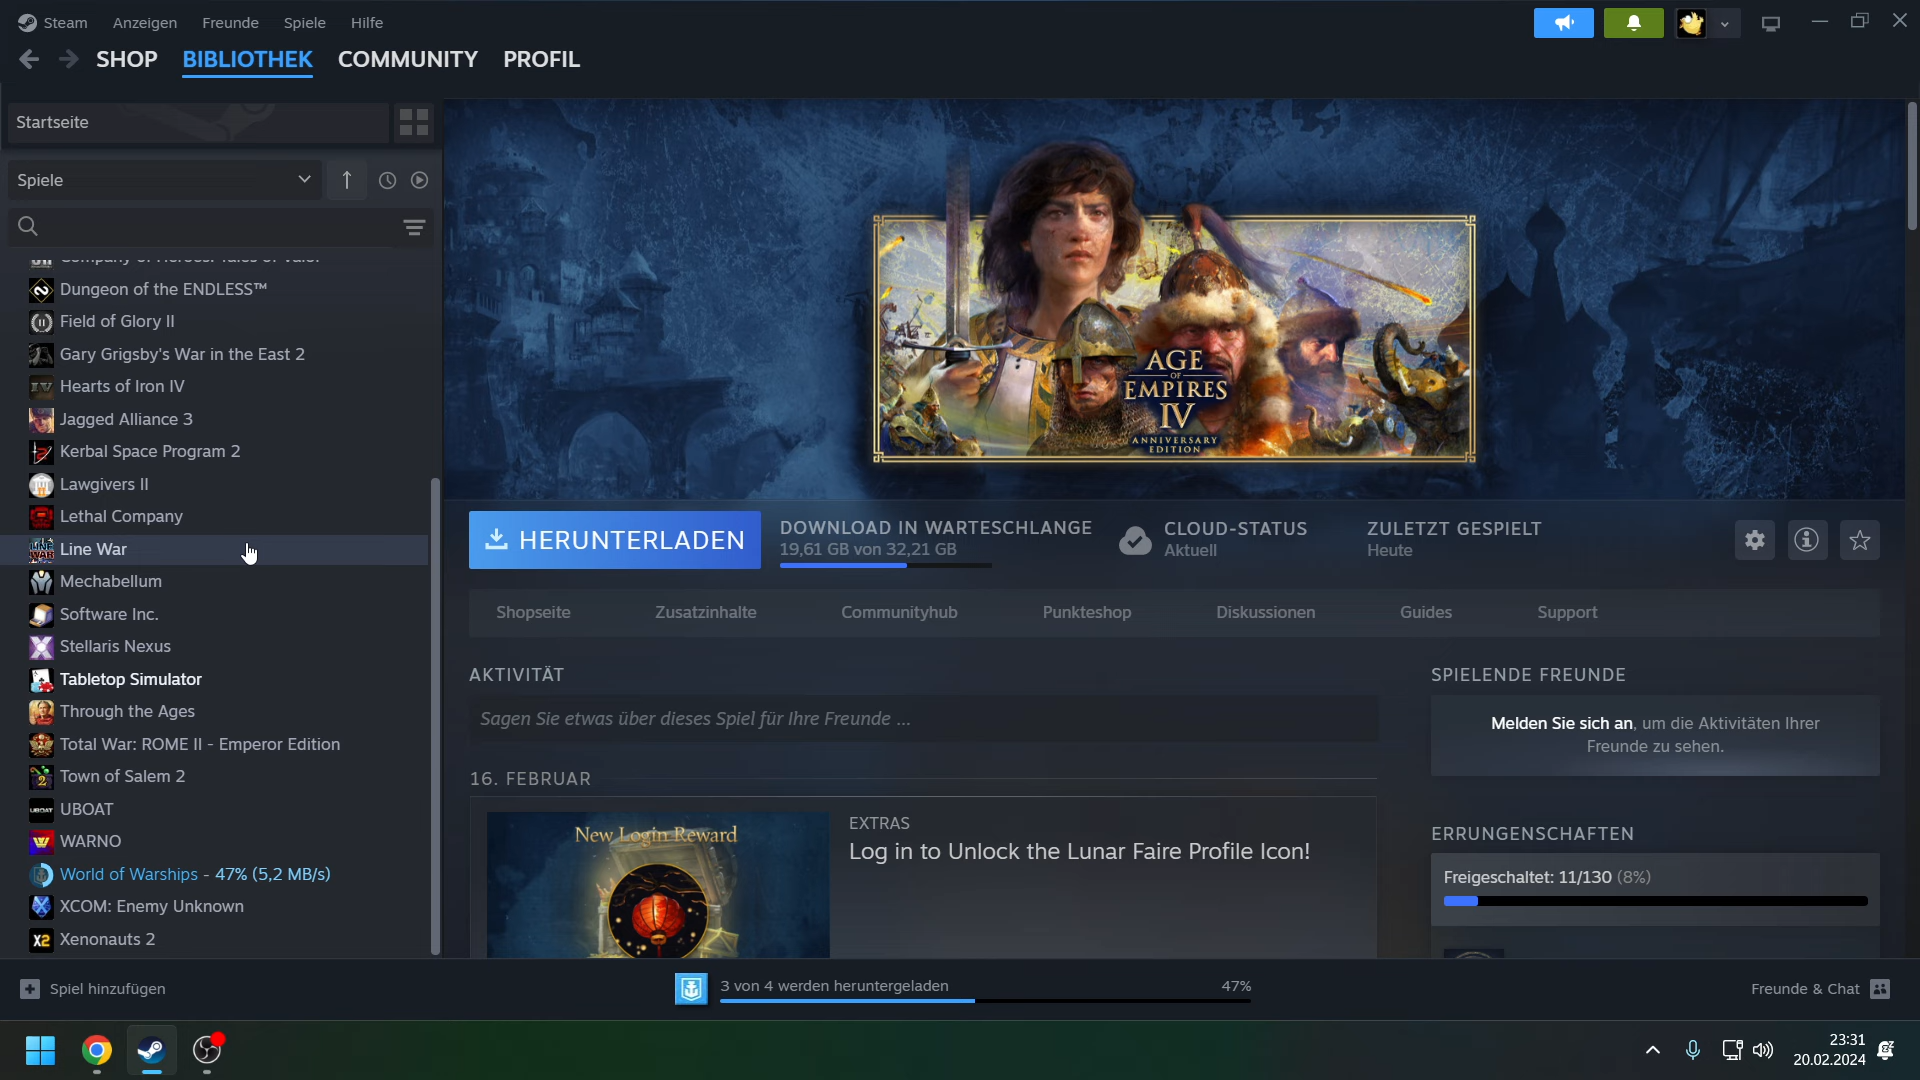 Steam Anzeigen Freunde Spiele Hilfe
SHOP BIBLIOTHEK COMMUNITY PROFIL
Startseite
Spiele
Company of Heroes: Tales of Valor
Dungeon of the ENDLESS™
Field of Glory II
Gary Grigsby's War in the East 2
Hearts of Iron IV
Jagged Alliance 3
Kerbal Space Program 2
Lawgivers II
Lethal Company
Line War
Mechabellum
Software Inc.
Stellaris Nexus
Tabletop Simulator
Through the Ages
Total War: ROME II - Emperor Edition
Town of Salem 2
UBOAT
WARNO
World of Warships - 47% (5,2 MB/s)
XCOM: Enemy Unknown
Xenonauts 2
AGE
OF
EMPIRES
IV
ANNIVERSARY
EDITION
HERUNTERLADEN
DOWNLOAD IN WARTESCHLANGE
19,61 GB von 32,21 GB
CLOUD-STATUS
Aktuell
ZULETZT GESPIELT
Heute
Shopseite Zusatzinhalte Communityhub Punkteshop Diskussionen Guides Support
AKTIVITÄT
Sagen Sie etwas über dieses Spiel für Ihre Freunde ...
16. FEBRUAR
New Login Reward
EXTRAS
Log in to Unlock the Lunar Faire Profile Icon!
SPIELENDE FREUNDE
Melden Sie sich an, um die Aktivitäten Ihrer
Freunde zu sehen.
ERRUNGENSCHAFTEN
Freigeschaltet: 11/130 (8%)
Spiel hinzufügen
3 von 4 werden heruntergeladen 47%
Freunde & Chat
23:31
20.02.2024